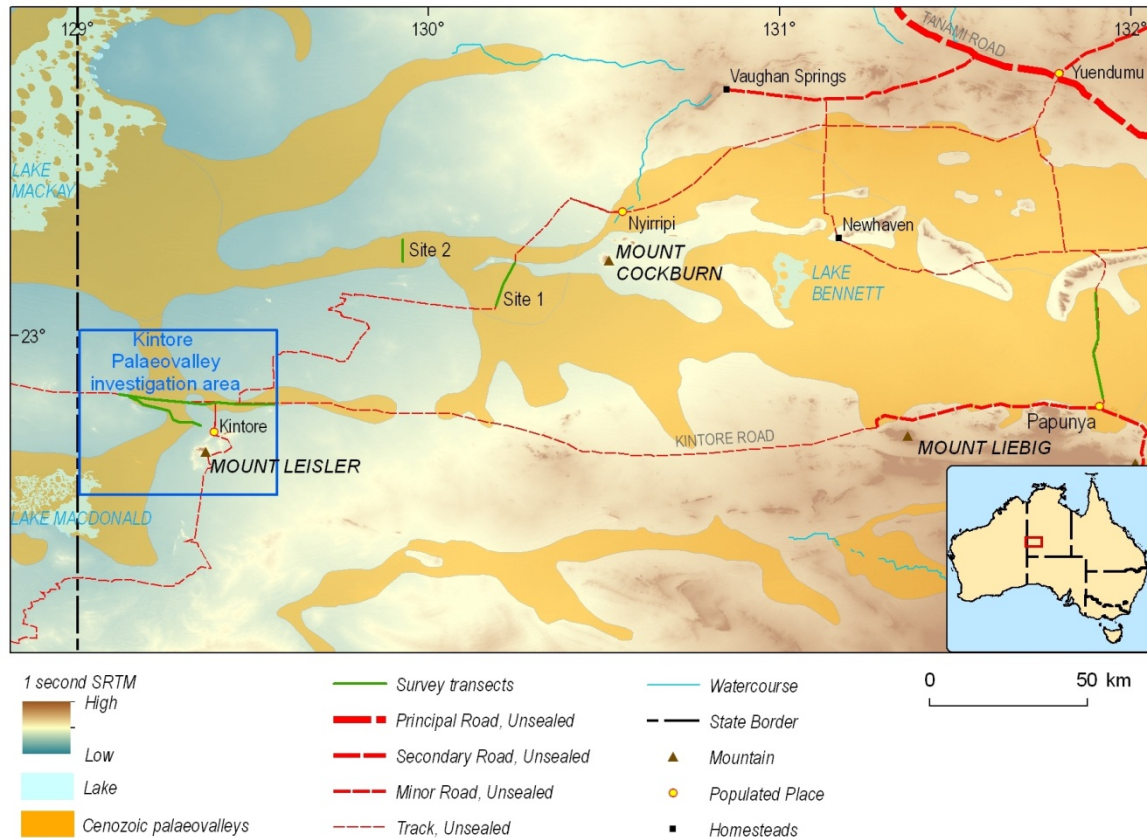 129°
130°
131°
132°
TANAMI ROAD
Yuendumu
Vaughan Springs
LAKE
MACKAY
Nyirripi
Newhaven
Site 2
MOUNT
COCKBURN
LAKE
BENNETT
Site 1
23°
Kintore
Palaeovalley
investigation area
Kintore
MOUNT LEISLER
KINTORE ROAD
Papunya
MOUNT LIEBIG
LAKE MACDONALD
1 second SRTM
High
Low
Lake
Cenozoic palaeovalleys
Survey transects
Principal Road, Unsealed
Secondary Road, Unsealed
Minor Road, Unsealed
Track, Unsealed
Watercourse
State Border
Mountain
Populated Place
Homesteads
0 50 km